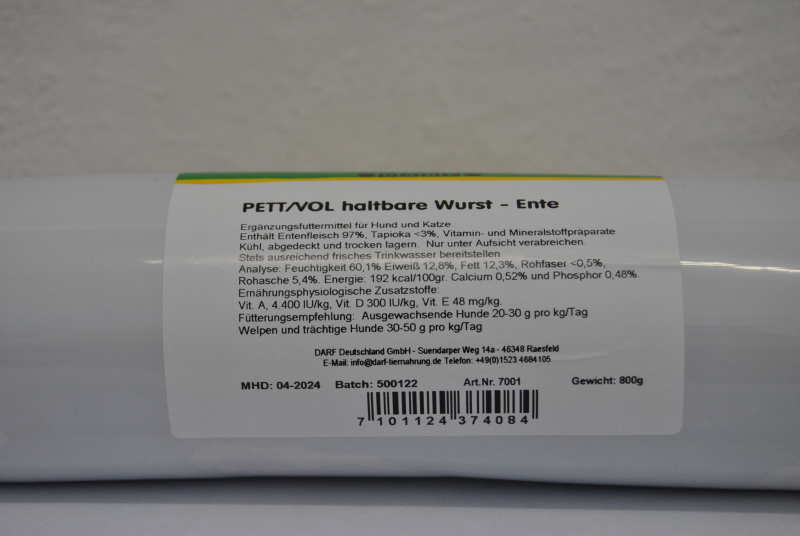 PETT/VOL haltbare Wurst - Ente
Ergänzungsfuttermittel für Hund und Katze
Enthält Entenfleisch 97%, Tapioka <3%, Vitamin- und Mineralstoffpräparate
Kühl, abgedeckt und trocken lagern. Nur unter Aufsicht verabreichen.
Stets ausreichend frisches Trinkwasser bereitstellen
Analyse: Feuchtigkeit 60,1% Eiweiß 12,8%, Fett 12,3%, Rohfaser <0,5%,
Rohasche 5,4%. Energie: 192 kcal/100gr. Calcium 0,52% und Phosphor 0,48%.
Ernährungsphysiologische Zusatzstoffe:
Vit. A, 4.400 IU/kg, Vit. D 300 IU/kg, Vit. E 48 mg/kg.
Fütterungsempfehlung: Ausgewachsende Hunde 20-30 g pro kg/Tag
Welpen und trächtige Hunde 30-50 g pro kg/Tag
DARF Deutschland GmbH - Suendarper Weg 14a - 46348 Raesfeld
E-Mail: info@darf-tiernahrung.de Telefon: +49(0)1523 4684105
MHD: 04-2024 Batch: 500122 Art.Nr. 7001 Gewicht: 800g
7 101124 374084